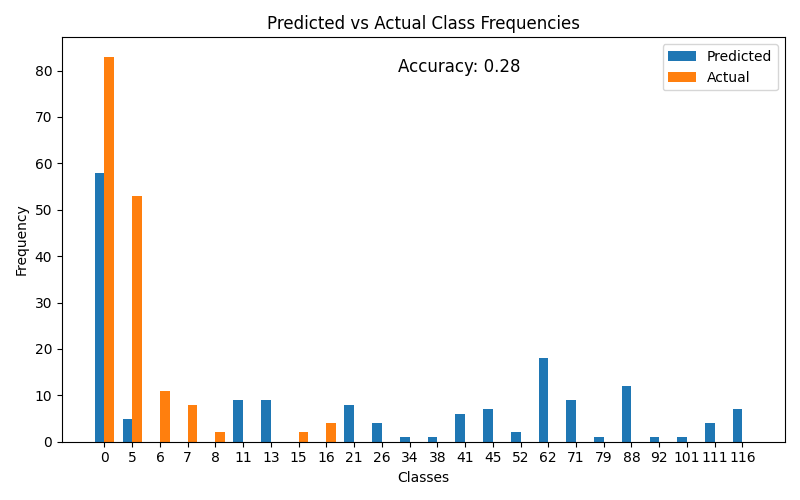 Predicted vs Actual Class Frequencies
Accuracy: 0.28
Predicted
Actual
Frequency
80
70
60
50
40
30
20
10
0
0 5 6 7 8 11 13 15 16 21 26 34 38 41 45 52 62 71 79 88 92 101 111 116
Classes